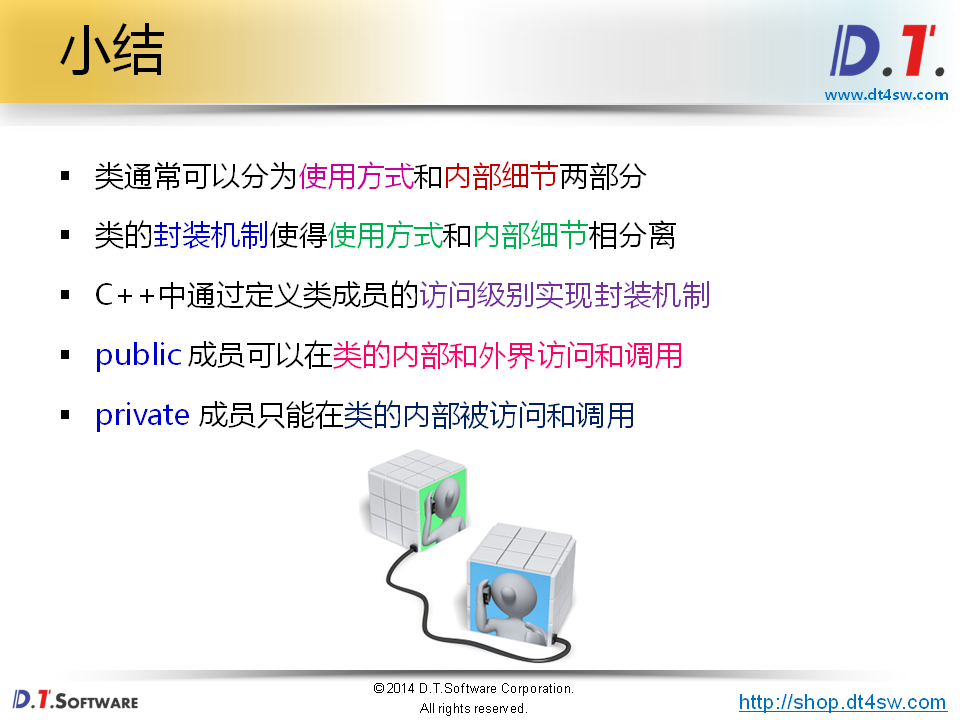 小结
D.T.
www.dt4sw.com
▪ 类通常可以分为使用方式和内部细节两部分
▪ 类的封装机制使得使用方式和内部细节相分离
▪ C++中通过定义类成员的访问级别实现封装机制
▪ public 成员可以在类的内部和外界访问和调用
▪ private 成员只能在类的内部被访问和调用
D.T.SOFTWARE
©2014 D.T.Software Corporation.
All rights reserved.
http://shop.dt4sw.com